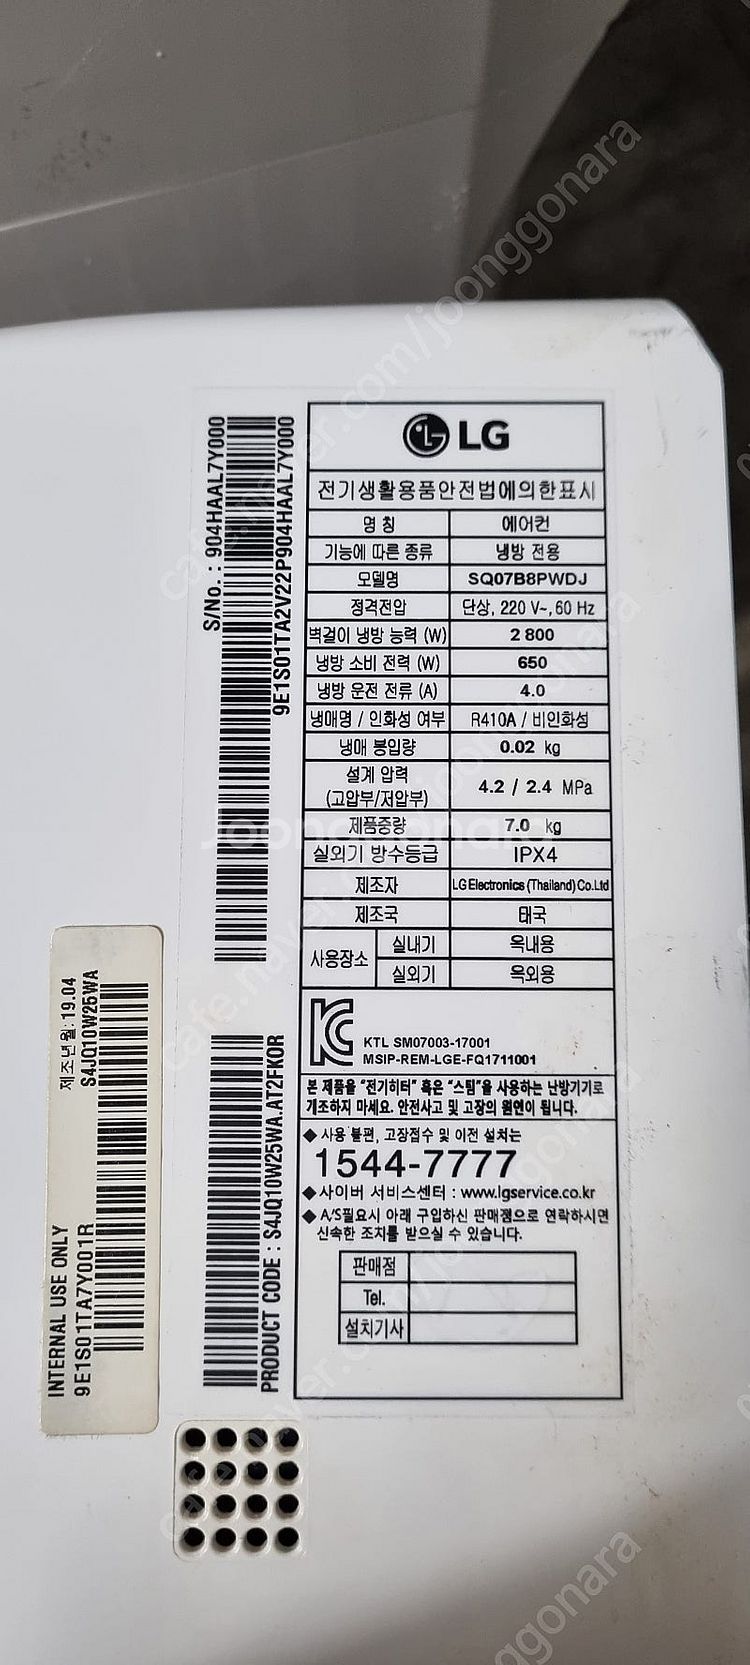 LG
전기생활용품안전법에의한표시
명 칭 에어컨
기능에 따른 종류 냉방 전용
모델명 SQ07B8PWDJ
정격전압 단상, 220 V~, 60 Hz
벽걸이 냉방 능력 (W) 2 800
냉방 소비 전력 (W) 650
냉방 운전 전류 (A) 4.0
냉매명 / 인화성 여부 R410A / 비인화성
냉매 봉입량 0.02 kg
설계 압력
(고압부/저압부) 4.2 / 2.4 MPa
제품중량 7.0 kg
실외기 방수등급 IPX4
제조자 LG Electronics (Thailand) Co.Ltd
제조국 태국
사용장소 실내기 옥내용
실외기 옥외용
KTL SM07003-17001
MSIP-REM-LGE-FQ1711001
본 제품을 "전기히터" 혹은 "스팀"을 사용하는 난방기기로
개조하지 마세요. 안전사고 및 고장의 원인이 됩니다.
◆ 사용 불편, 고장접수 및 이전 설치는
1544-7777
◆ 사이버 서비스센터 : www.lgservice.co.kr
◆ A/S필요시 아래 구입하신 판매점으로 연락하시면
신속한 조치를 받으실 수 있습니다.
판매점
Tel.
설치기사
S/No. : 904HAAL7Y000
9E1S01TA2V22P904HAAL7Y000
PRODUCT CODE : S4JQ10W25WA.AT2FKOR
제조년월: 19.04
S4JQ10W25WA
INTERNAL USE ONLY
9E1S01TA7Y001R
cafe.naver.com/joonggonara
joonggonara